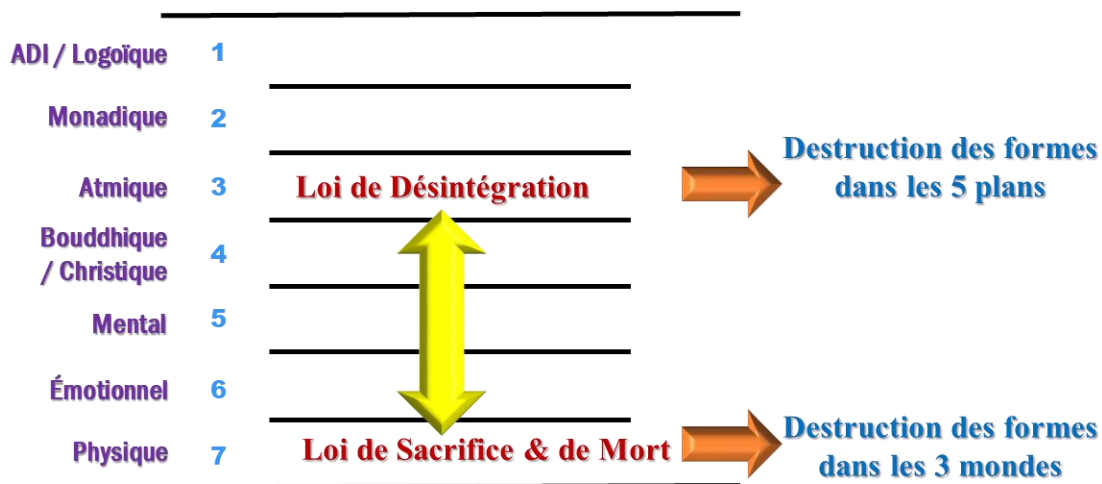 ADI / Logoïque 1
Monadique 2
Atmique 3 Loi de Désintégration
Destruction des formes
dans les 5 plans
Bouddhique
/ Christique 4
Mental 5
Émotionnel 6
Physique 7 Loi de Sacrifice & de Mort
Destruction des formes
dans les 3 mondes